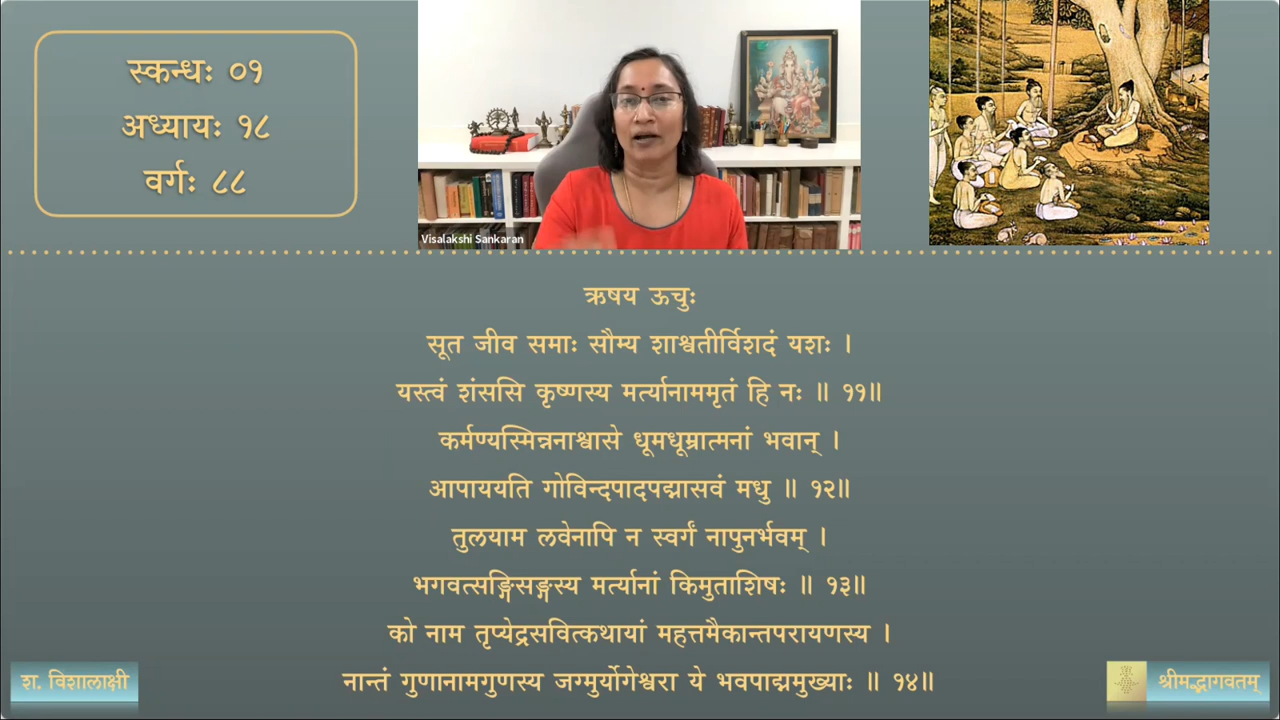 स्कन्धः ०१
अध्यायः १८
वर्गः ८८
Visalakshi Sankaran
ऋषय ऊचुः
सूत जीव समाः सौम्य शाश्वतीर्विशदं यशः ।
यस्त्वं शंससि कृष्णस्य मर्त्यानाममृतं हि नः ॥ ११॥
कर्मण्यस्मिन्ननाश्वासे धूमधूम्रात्मनां भवान् ।
आपाययति गोविन्दपादपद्मासवं मधु ॥ १२॥
तुलयाम लवेनापि न स्वर्गं नापुनर्भवम् ।
भगवत्सङ्गिसङ्गस्य मर्त्यानां किमुताशिषः ॥ १३॥
को नाम तृप्येद्रसवित्कथायां महत्तमैकान्तपरायणस्य ।
नान्तं गुणानामगुणस्य जग्मुर्योगेश्वरा ये भवपाद्ममुख्याः ॥ १४॥
श. विशालाक्षी
श्रीमद्भागवतम्